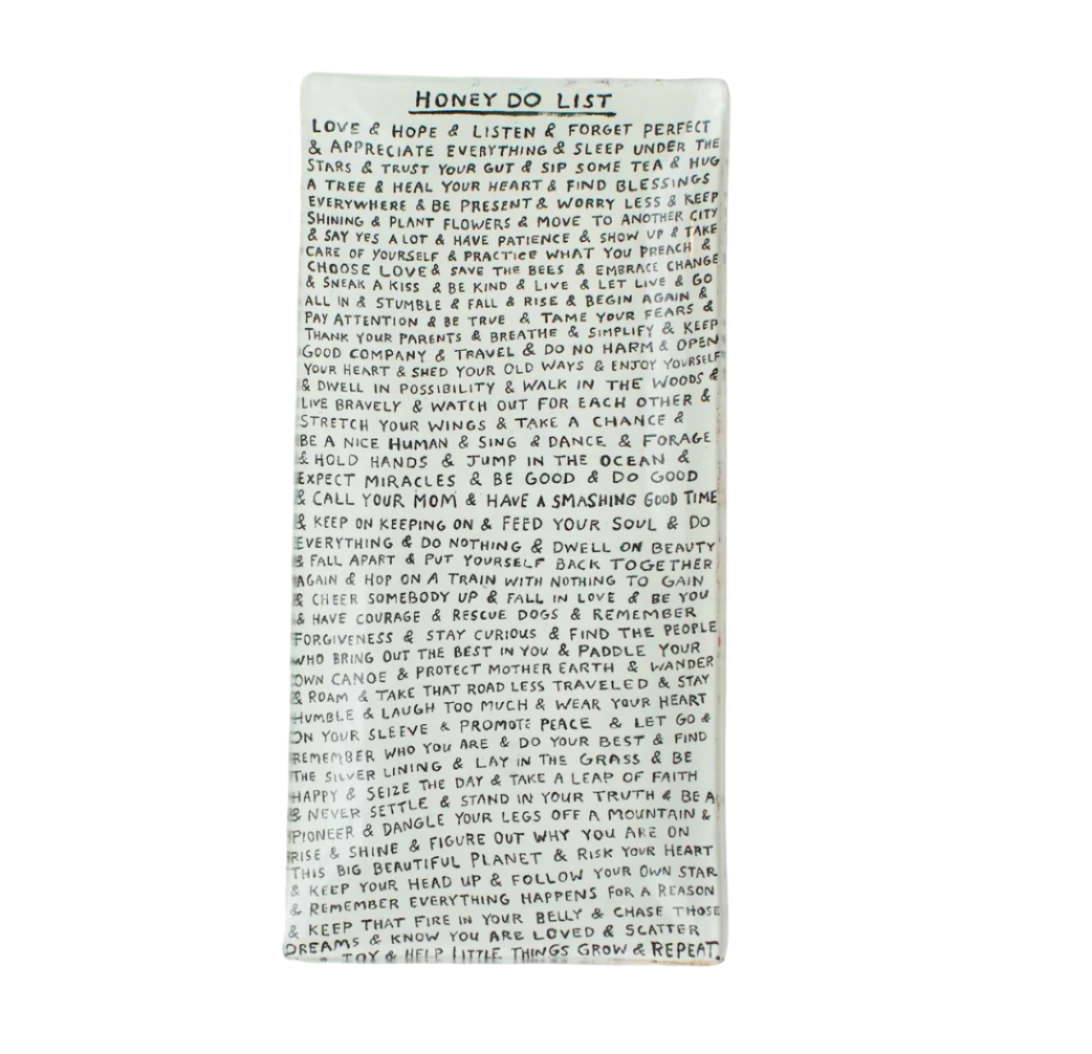 HONEY DO LIST
LOVE & HOPE & LISTEN & FORGET PERFECT
& APPRECIATE EVERYTHING & SLEEP UNDER THE
STARS & TRUST YOUR GUT & SIP SOME TEA & HUG
A TREE & HEAL YOUR HEART & FIND BLESSINGS
EVERYWHERE & BE PRESENT & WORRY LESS & KEEP
SHINING & PLANT FLOWERS & MOVE TO ANOTHER CITY
& SAY YES A LOT & HAVE PATIENCE & SHOW UP & TAKE
CARE OF YOURSELF & PRACTICE WHAT YOU PREACH &
CHOOSE LOVE & SAVE THE BEES & EMBRACE CHANGE
& SNEAK A KISS & BE KIND & LIVE & LET LIVE & GO
ALL IN & STUMBLE & FALL & RISE & BEGIN AGAIN &
PAY ATTENTION & BE TRUE & TAME YOUR FEARS &
THANK YOUR PARENTS & BREATHE & SIMPLIFY & KEEP
GOOD COMPANY & TRAVEL & DO NO HARM & OPEN
YOUR HEART & SHED YOUR OLD WAYS & ENJOY YOURSELF
& DWELL IN POSSIBILITY & WALK IN THE WOODS &
LIVE BRAVELY & WATCH OUT FOR EACH OTHER &
STRETCH YOUR WINGS & TAKE A CHANCE &
BE A NICE HUMAN & SING & DANCE & FORAGE
& HOLD HANDS & JUMP IN THE OCEAN &
EXPECT MIRACLES & BE GOOD & DO GOOD
& CALL YOUR MOM & HAVE A SMASHING GOOD TIME
& KEEP ON KEEPING ON & FEED YOUR SOUL & DO
EVERYTHING & DO NOTHING & DWELL ON BEAUTY
& FALL APART & PUT YOURSELF BACK TOGETHER
AGAIN & HOP ON A TRAIN WITH NOTHING TO GAIN
& CHEER SOMEBODY UP & FALL IN LOVE & BE YOU
& HAVE COURAGE & RESCUE DOGS & REMEMBER
FORGIVENESS & STAY CURIOUS & FIND THE PEOPLE
WHO BRING OUT THE BEST IN YOU & PADDLE YOUR
OWN CANOE & PROTECT MOTHER EARTH & WANDER
& ROAM & TAKE THAT ROAD LESS TRAVELED & STAY
HUMBLE & LAUGH TOO MUCH & WEAR YOUR HEART
ON YOUR SLEEVE & PROMOTE PEACE & LET GO &
REMEMBER WHO YOU ARE & DO YOUR BEST & FIND
THE SILVER LINING & LAY IN THE GRASS & BE
HAPPY & SEIZE THE DAY & TAKE A LEAP OF FAITH
& NEVER SETTLE & STAND IN YOUR TRUTH & BE A
PIONEER & DANGLE YOUR LEGS OFF A MOUNTAIN &
RISE & SHINE & FIGURE OUT WHY YOU ARE ON
THIS BIG BEAUTIFUL PLANET & RISK YOUR HEART
& KEEP YOUR HEAD UP & FOLLOW YOUR OWN STAR
& REMEMBER EVERYTHING HAPPENS FOR A REASON
& KEEP THAT FIRE IN YOUR BELLY & CHASE THOSE
DREAMS & KNOW YOU ARE LOVED & SCATTER
JOY & HELP LITTLE THINGS GROW & REPEAT.